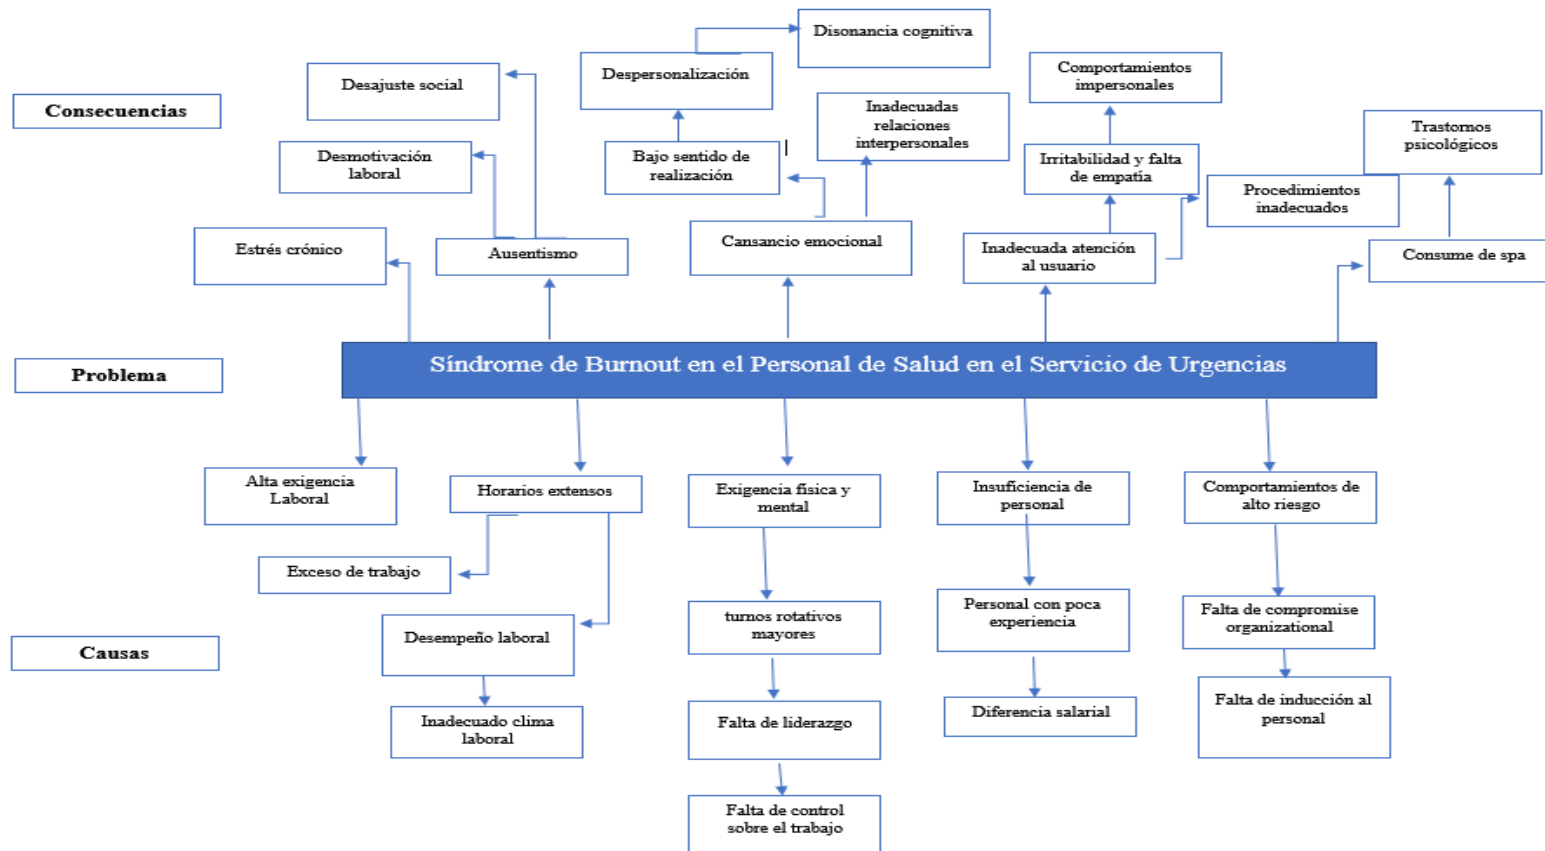 Disonancia cognitiva
Despersonalización
Comportamientos
impersonales
Desajuste social
Consecuencias
Inadecuadas
relaciones
interpersonales
Trastornos
psicológicos
Desmotivación
laboral
Bajo sentido de
realización
Irritabilidad y falta
de empatía
Procedimientos
inadecuados
Estrés crónico
Ausentismo
Cansancio emocional
Inadecuada atención
al usuario
Consume de spa
Problema
Síndrome de Burnout en el Personal de Salud en el Servicio de Urgencias
Alta exigencia
Laboral
Horarios extensos
Exigencia física y
mental
Insuficiencia de
personal
Comportamientos de
alto riesgo
Exceso de trabajo
turnos rotativos
mayores
Personal con poca
experiencia
Falta de compromise
organizational
Causas
Desempeño laboral
Inadecuado clima
laboral
Falta de liderazgo
Diferencia salarial
Falta de inducción al
personal
Falta de control
sobre el trabajo